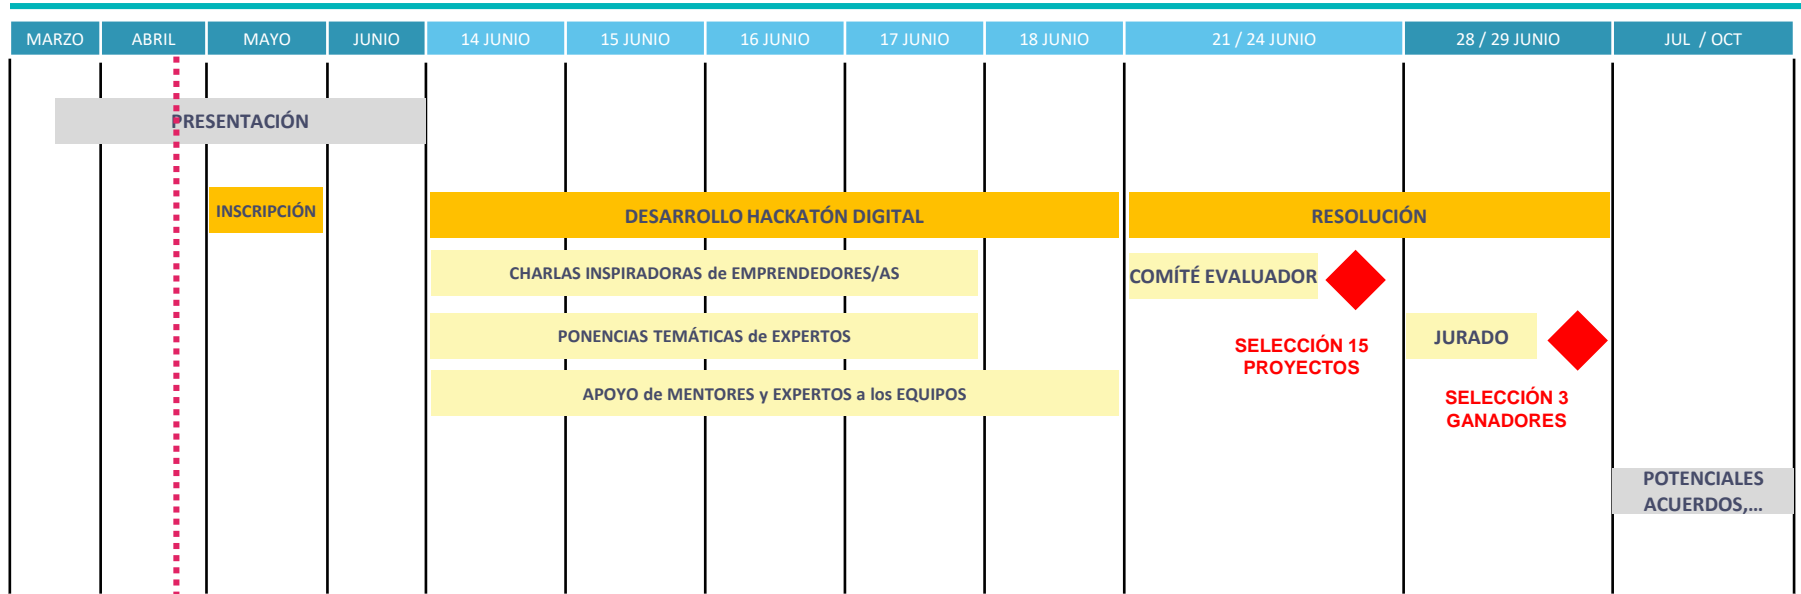 MARZO
ABRIL
MAYO
JUNIO
14 JUNIO
15 JUNIO
16 JUNIO
17 JUNIO
18 JUNIO
21 / 24 JUNIO
28 / 29 JUNIO
JUL / OCT
PRESENTACIÓN
INSCRIPCIÓN
DESARROLLO HACKATÓN DIGITAL
RESOLUCIÓN
CHARLAS INSPIRADORAS de EMPRENDEDORES/AS
COMÍTÉ EVALUADOR
PONENCIAS TEMÁTICAS de EXPERTOS
SELECCIÓN 15
PROYECTOS
JURADO
APOYO de MENTORES y EXPERTOS a los EQUIPOS
SELECCIÓN 3
GANADORES
POTENCIALES
ACUERDOS,...